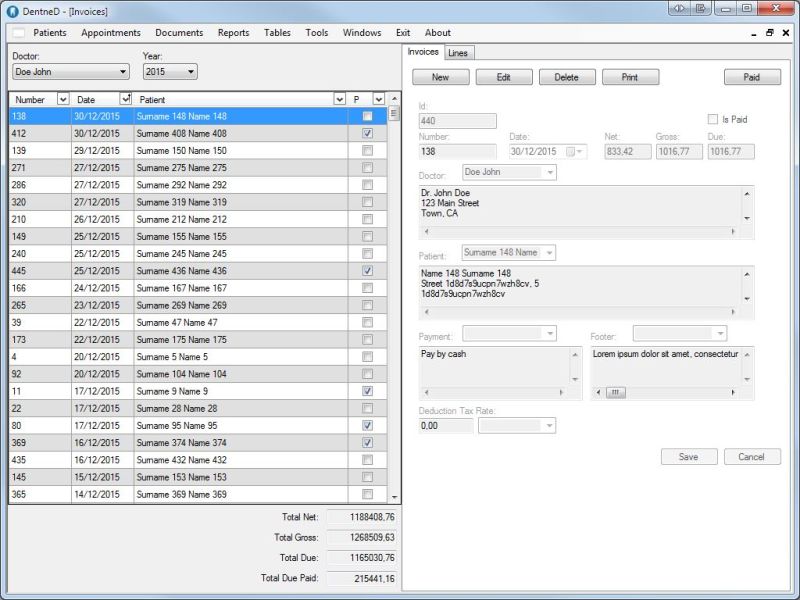 DentneD - [Invoices]
Patients Appointments Documents Reports Tables Tools Windows Exit About
Doctor: Year:
Doe John 2015
Number Date Patient P
138 30/12/2015 Surname 148 Name 148
412 30/12/2015 Surname 408 Name 408
139 29/12/2015 Surname 150 Name 150
271 27/12/2015 Surname 275 Name 275
286 27/12/2015 Surname 292 Name 292
320 27/12/2015 Surname 319 Name 319
210 26/12/2015 Surname 212 Name 212
149 25/12/2015 Surname 155 Name 155
240 25/12/2015 Surname 245 Name 245
445 25/12/2015 Surname 436 Name 436
166 24/12/2015 Surname 167 Name 167
265 23/12/2015 Surname 269 Name 269
39 22/12/2015 Surname 47 Name 47
173 22/12/2015 Surname 175 Name 175
4 20/12/2015 Surname 5 Name 5
92 20/12/2015 Surname 104 Name 104
11 17/12/2015 Surname 9 Name 9
22 17/12/2015 Surname 28 Name 28
80 17/12/2015 Surname 95 Name 95
369 16/12/2015 Surname 374 Name 374
435 16/12/2015 Surname 432 Name 432
145 15/12/2015 Surname 153 Name 153
365 14/12/2015 Surname 369 Name 369
Total Net: 1188408,76
Total Gross: 1268509,63
Total Due: 1165030,76
Total Due Paid: 215441,16
Invoices Lines
New Edit Delete Print Paid
Id:
440 Is Paid
Number: Date: Net: Gross: Due:
138 30/12/2015 833,42 1016,77 1016,77
Doctor: Doe John
Dr. John Doe
123 Main Street
Town, CA
Patient: Surname 148 Name
Name 148 Surname 148
Street 1d8d7s9ucpn7wzh8cv, 5
1d8d7s9ucpn7wzh8cv
Payment: Footer:
Pay by cash Lorem ipsum dolor sit amet, consectetur
Deduction Tax Rate:
0,00
Save Cancel